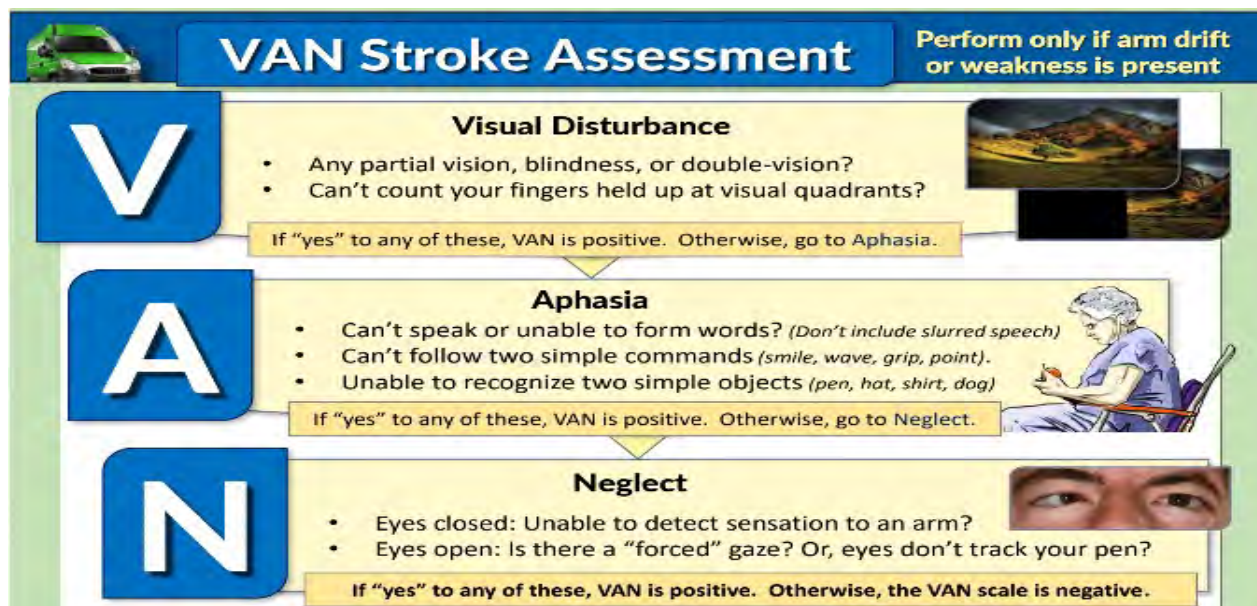 VAN Stroke Assessment
Perform only if arm drift
or weakness is present
V
Visual Disturbance
• Any partial vision, blindness, or double-vision?
• Can't count your fingers held up at visual quadrants?
If "yes" to any of these, VAN is positive. Otherwise, go to Aphasia.
A
Aphasia
• Can't speak or unable to form words? (Don't include slurred speech)
• Can't follow two simple commands (smile, wave, grip, point).
• Unable to recognize two simple objects (pen, hat, shirt, dog)
If "yes" to any of these, VAN is positive. Otherwise, go to Neglect.
N
Neglect
• Eyes closed: Unable to detect sensation to an arm?
• Eyes open: Is there a "forced" gaze? Or, eyes don't track your pen?
If "yes" to any of these, VAN is positive. Otherwise, the VAN scale is negative.